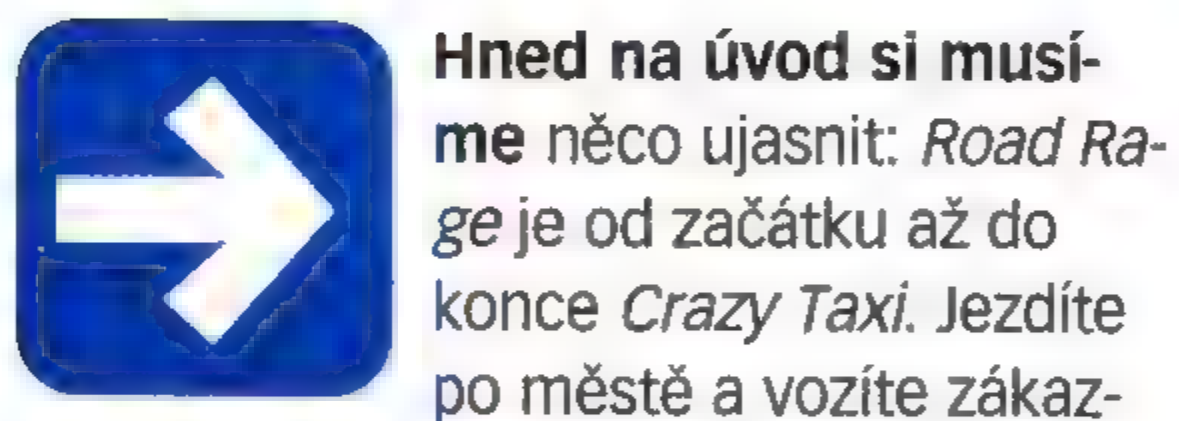 Hned na úvod si musí-
me něco ujasnit: Road Ra-
ge je od začátku až do
konce Crazy Taxi. Jezdíte
po městě a vozíte zákaz-